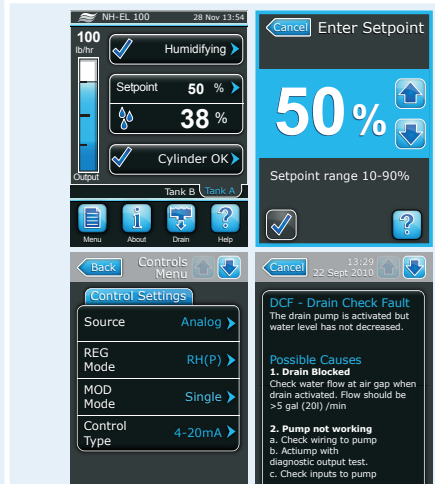 NH-EL 100
28 Nov 13:54
100
lb/hr
Humidifying
Setpoint 50 %
38 %
Cylinder OK
Output
Tank B Tank A
Menu About Drain Help
Cancel Enter Setpoint
50 %
Setpoint range 10-90%
Back Controls
Menu
Control Settings
Source Analog
REG
Mode RH(P)
MOD
Mode Single
Control
Type 4-20mA
Cancel 13:29
22 Sept 2010
DCF - Drain Check Fault
The drain pump is activated but
water level has not decreased.
Possible Causes
1. Drain Blocked
Check water flow at air gap when
drain activated. Flow should be
>5 gal (20l) /min
2. Pump not working
a. Check wiring to pump
b. Actiump with
diagnostic output test.
c. Check inputs to pump